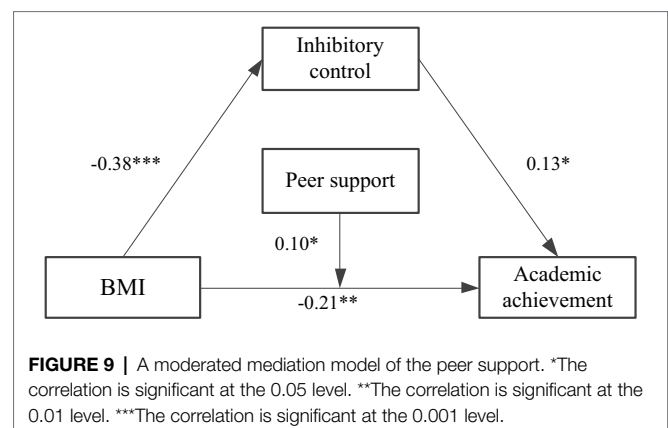 Inhibitory
control
-0.38***
0.13*
Peer support
0.10*
BMI
-0.21**
Academic
achievement
FIGURE 9 | A moderated mediation model of the peer support. *The
correlation is significant at the 0.05 level. **The correlation is significant at the
0.01 level. ***The correlation is significant at the 0.001 level.